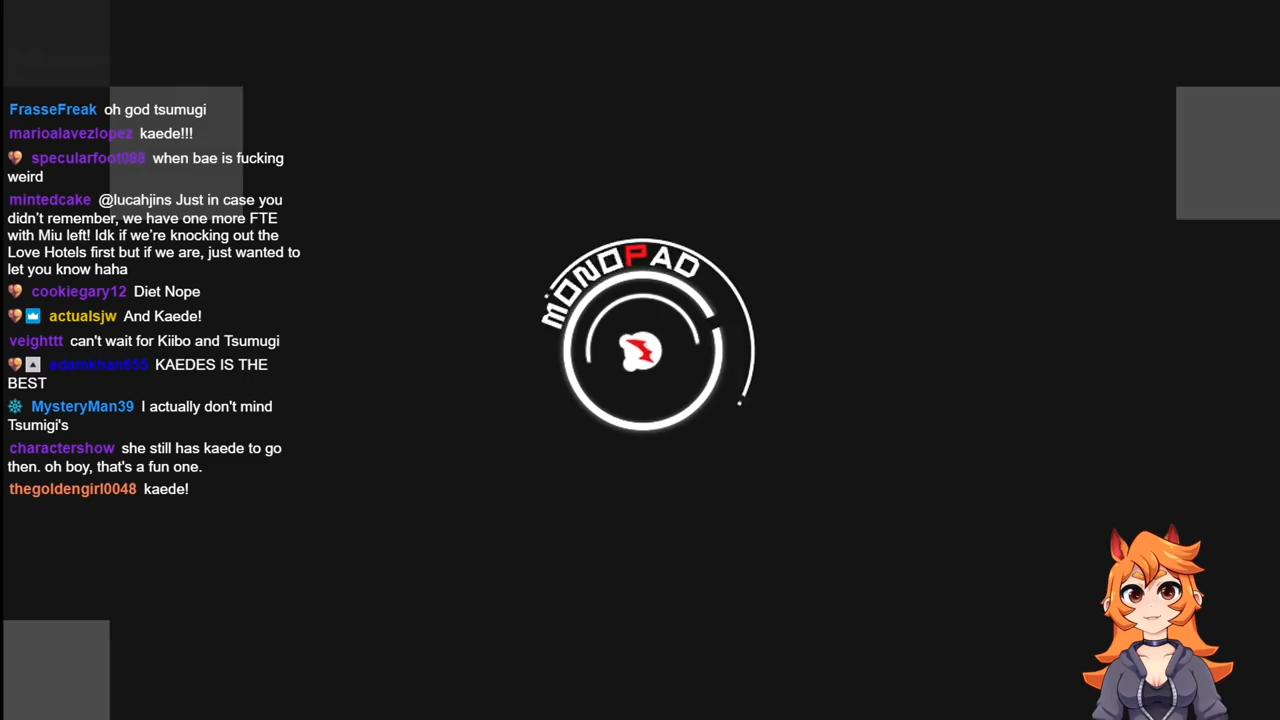 FrasseFreak oh god tsumugi
marioalavezlopez kaede!!!
specularfoot088 when bae is fucking
weird
mintedcake @lucahjins Just in case you
didn't remember, we have one more FTE
with Miu left! Idk if we're knocking out the
Love Hotels first but if we are, just wanted to
let you know haha
cookiegary12 Diet Nope
actualsjw And Kaede!
veighttt can't wait for Kiibo and Tsumugi
adamkhan655 KAEDES IS THE
BEST
MysteryMan39 I actually don't mind
Tsumigi's
charactershow she still has kaede to go
then. oh boy, that's a fun one.
thegoldengirl0048 kaede!
MONOPAD